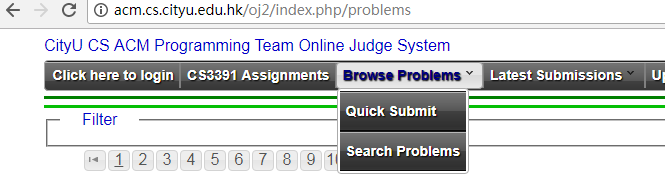 acm.cs.cityu.edu.hk/oj2/index.php/problems
CityU CS ACM Programming Team Online Judge System
Click here to login CS3391 Assignments Browse Problems Latest Submissions
Quick Submit
Search Problems
Filter
1 2 3 4 5 6 7 8 9